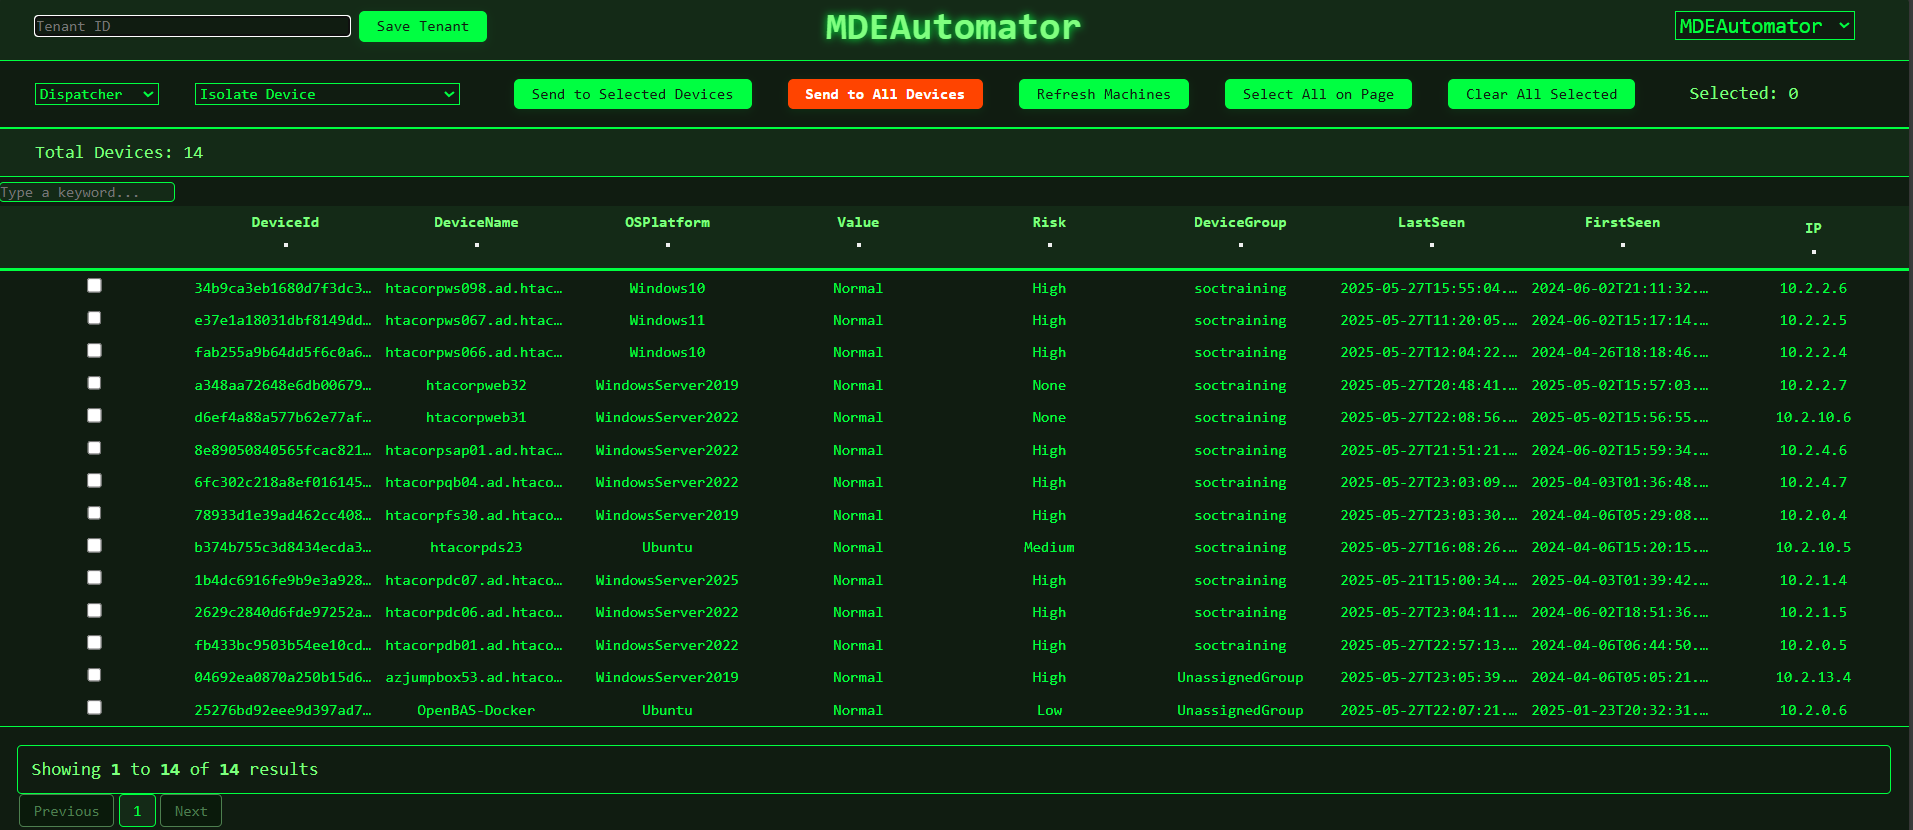 Tenant ID Save Tenant MDEAutomator MDEAutomator
Dispatcher Isolate Device Send to Selected Devices Send to All Devices Refresh Machines Select All on Page Clear All Selected Selected: 0
Total Devices: 14
Type a keyword...
DeviceId DeviceName OSPlatform Value Risk DeviceGroup LastSeen FirstSeen IP
34b9ca3eb1680d7f3dc3… htacorpws098.ad.htac… Windows10 Normal High soctraining 2025-05-27T15:55:04.… 2024-06-02T21:11:32.… 10.2.2.6
e37e1a18031dbf8149dd… htacorpws067.ad.htac… Windows11 Normal High soctraining 2025-05-27T11:20:05.… 2024-06-02T15:17:14.… 10.2.2.5
fab255a9b64dd5f6c0a6… htacorpws066.ad.htac… Windows10 Normal High soctraining 2025-05-27T12:04:22.… 2024-04-26T18:18:46.… 10.2.2.4
a348aa72648e6db00679… htacorpweb32 WindowsServer2019 Normal None soctraining 2025-05-27T20:48:41.… 2025-05-02T15:57:03.… 10.2.2.7
d6ef4a88a577b62e77af… htacorpweb31 WindowsServer2022 Normal None soctraining 2025-05-27T22:08:56.… 2025-05-02T15:56:55.… 10.2.10.6
8e89050840565fcac821… htacorpsap01.ad.htac… WindowsServer2022 Normal High soctraining 2025-05-27T21:51:21.… 2024-06-02T15:59:34.… 10.2.4.6
6fc302c218a8ef016145… htacorpqb04.ad.htaco… WindowsServer2022 Normal High soctraining 2025-05-27T23:03:09.… 2025-04-03T01:36:48.… 10.2.4.7
78933d1e39ad462cc408… htacorpfs30.ad.htaco… WindowsServer2019 Normal High soctraining 2025-05-27T23:03:30.… 2024-04-06T05:29:08.… 10.2.0.4
b374b755c3d8434ecda3… htacorpds23 Ubuntu Normal Medium soctraining 2025-05-27T16:08:26.… 2024-04-06T15:20:15.… 10.2.10.5
1b4dc6916fe9b9e3a928… htacorpdc07.ad.htaco… WindowsServer2025 Normal High soctraining 2025-05-21T15:00:34.… 2025-04-03T01:39:42.… 10.2.1.4
2629c2840d6fde97252a… htacorpdc06.ad.htaco… WindowsServer2022 Normal High soctraining 2025-05-27T23:04:11.… 2024-06-02T18:51:36.… 10.2.1.5
fb433bc9503b54ee10cd… htacorpdb01.ad.htaco… WindowsServer2022 Normal High soctraining 2025-05-27T22:57:13.… 2024-04-06T06:44:50.… 10.2.0.5
04692ea0870a250b15d6… azjumpbox53.ad.htaco… WindowsServer2019 Normal High UnassignedGroup 2025-05-27T23:05:39.… 2024-04-06T05:05:21.… 10.2.13.4
25276bd92eee9d397ad7… OpenBAS-Docker Ubuntu Normal Low UnassignedGroup 2025-05-27T22:07:21.… 2025-01-23T20:32:31.… 10.2.0.6
Showing 1 to 14 of 14 results
Previous 1 Next